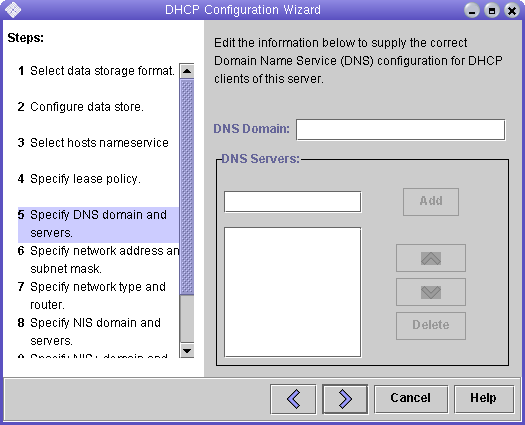 DHCP Configuration Wizard
Steps:
1 Select data storage format.
2 Configure data store.
3 Select hosts nameservice
4 Specify lease policy.
5 Specify DNS domain and
servers.
6 Specify network address an
subnet mask.
7 Specify network type and
router.
8 Specify NIS domain and
servers.
9 Specify NIS+ domain and
Edit the information below to supply the correct
Domain Name Service (DNS) configuration for DHCP
clients of this server.
DNS Domain:
DNS Servers:
Add
Delete
Cancel
Help